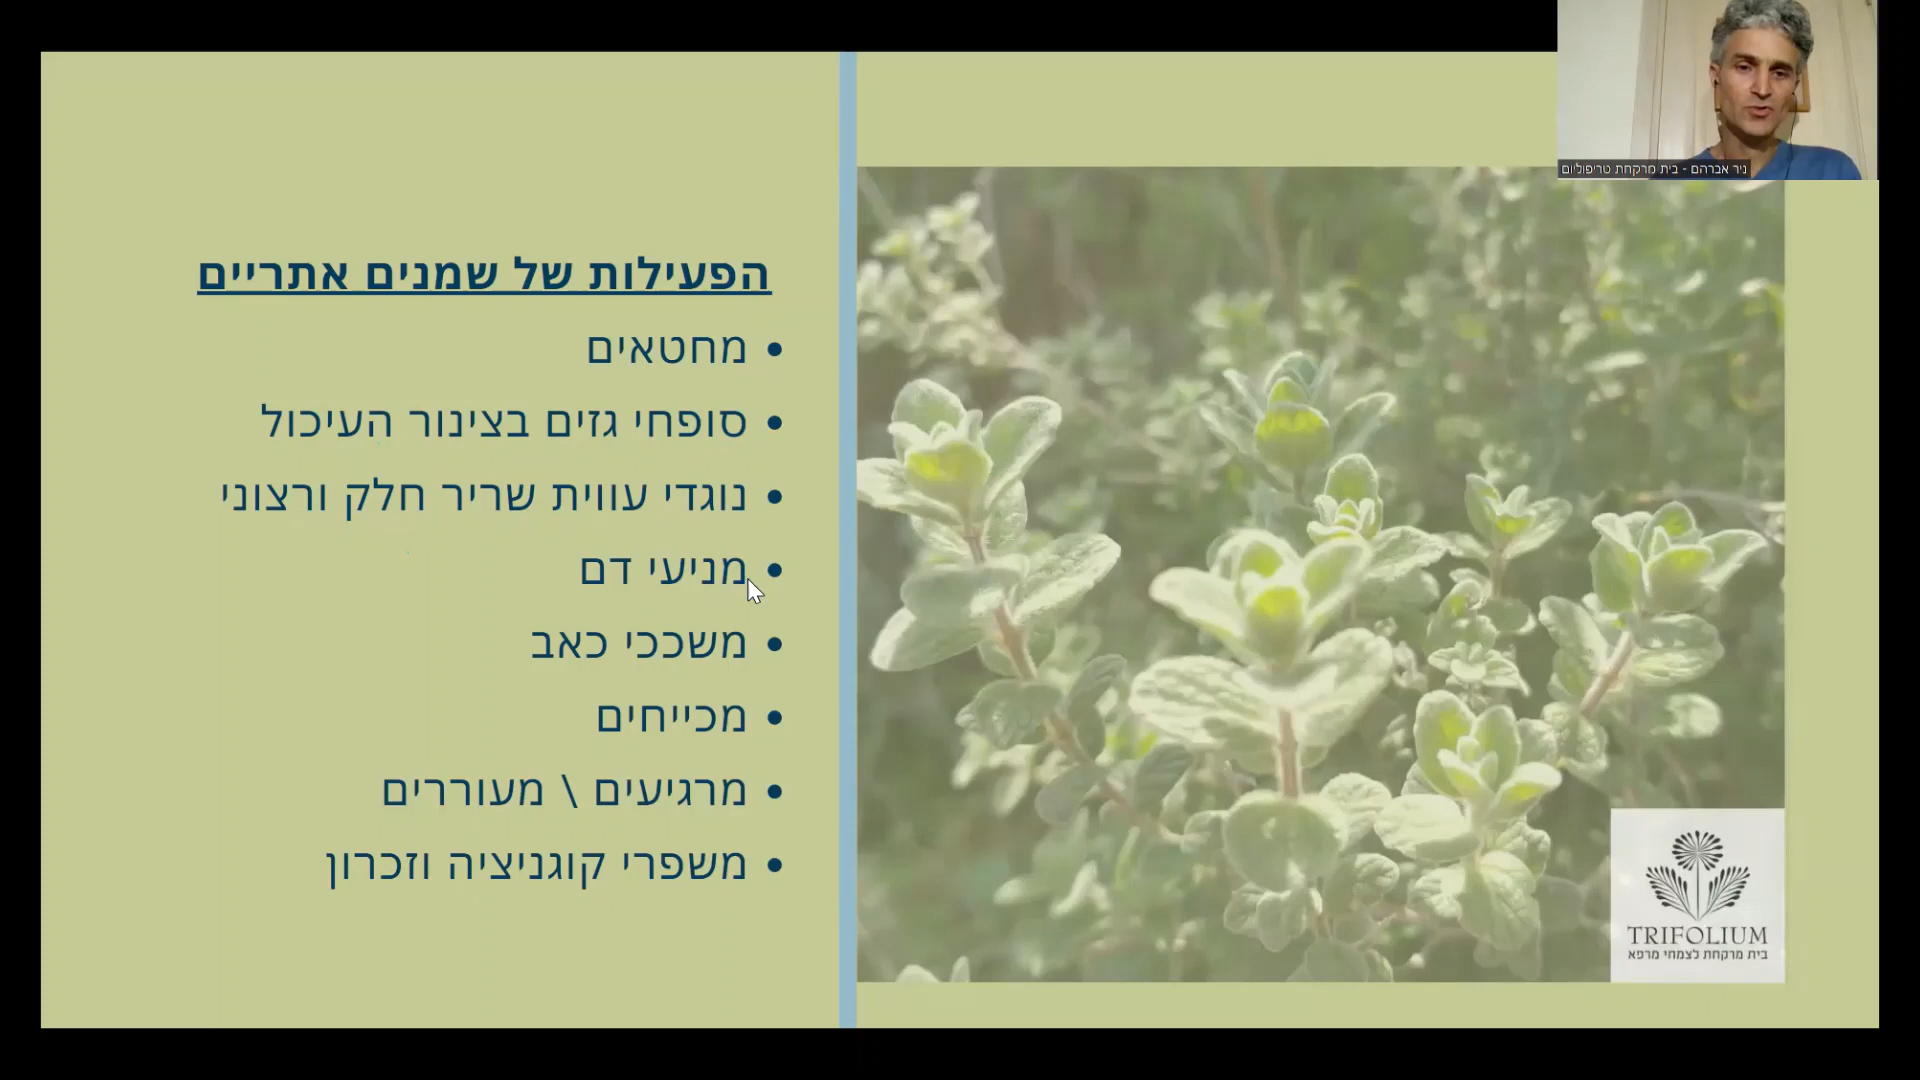 ניר אברהם - בית מרקחת טריפוליום
הפעילות של שמנים אתריים
• מחטאים
• סופחי גזים בצינור העיכול
• נוגדי עווית שריר חלק ורצוני
• מניעי דם
• משככי כאב
• מכייחים
• מרגיעים \ מעוררים
• משפרי קוגניציה וזכרון
TRIFOLIUM
בית מרקחת לצמחי מרפא